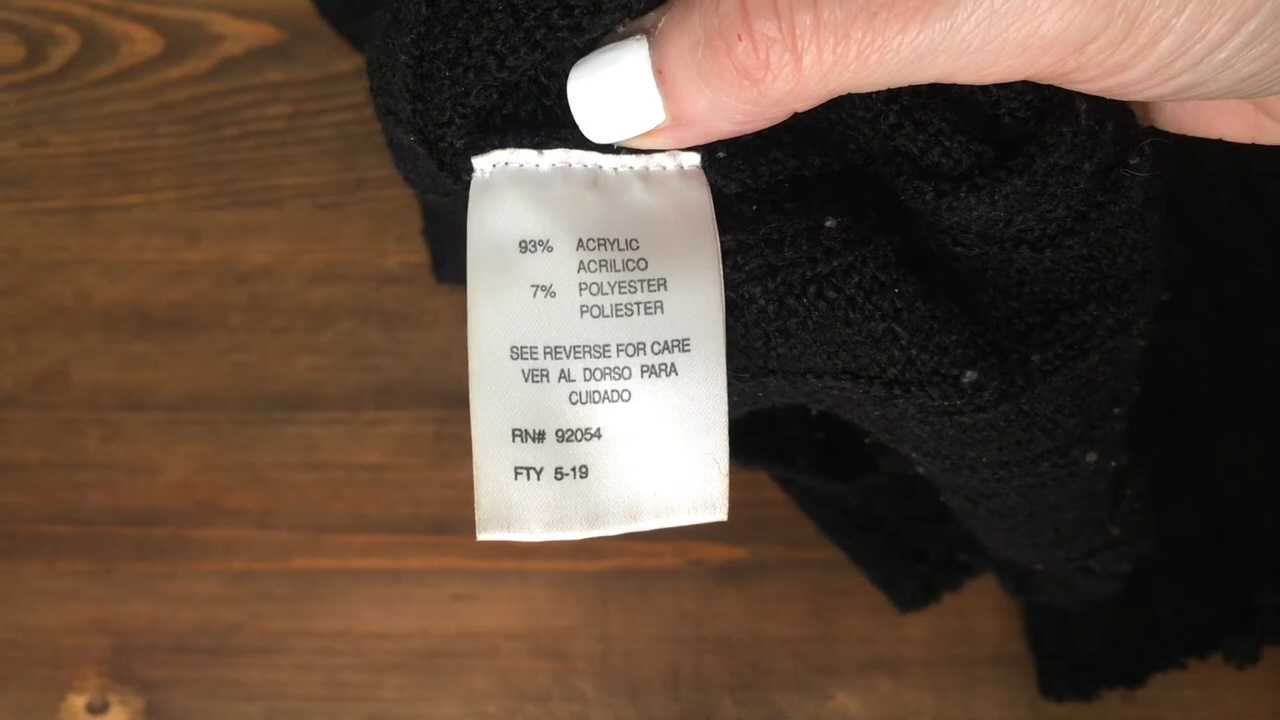 93% ACRYLIC
ACRILICO
7% POLYESTER
POLIESTER
SEE REVERSE FOR CARE
VER AL DORSO PARA
CUIDADO
RN# 92054
FTY 5-19